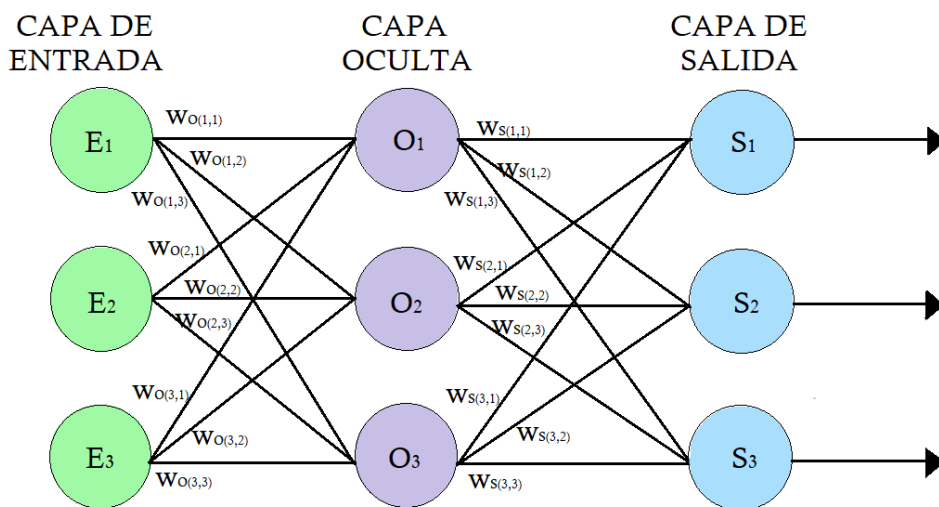 CAPA DE
ENTRADA
CAPA
OCULTA
CAPA DE
SALIDA
E1
wO(1,1)
wO(1,2)
wO(1,3)
O1
wS(1,1)
wS(1,2)
wS(1,3)
S1
E2
wO(2,1)
wO(2,2)
wO(2,3)
O2
wS(2,1)
wS(2,2)
wS(2,3)
S2
E3
wO(3,1)
wO(3,2)
wO(3,3)
O3
wS(3,1)
wS(3,2)
wS(3,3)
S3